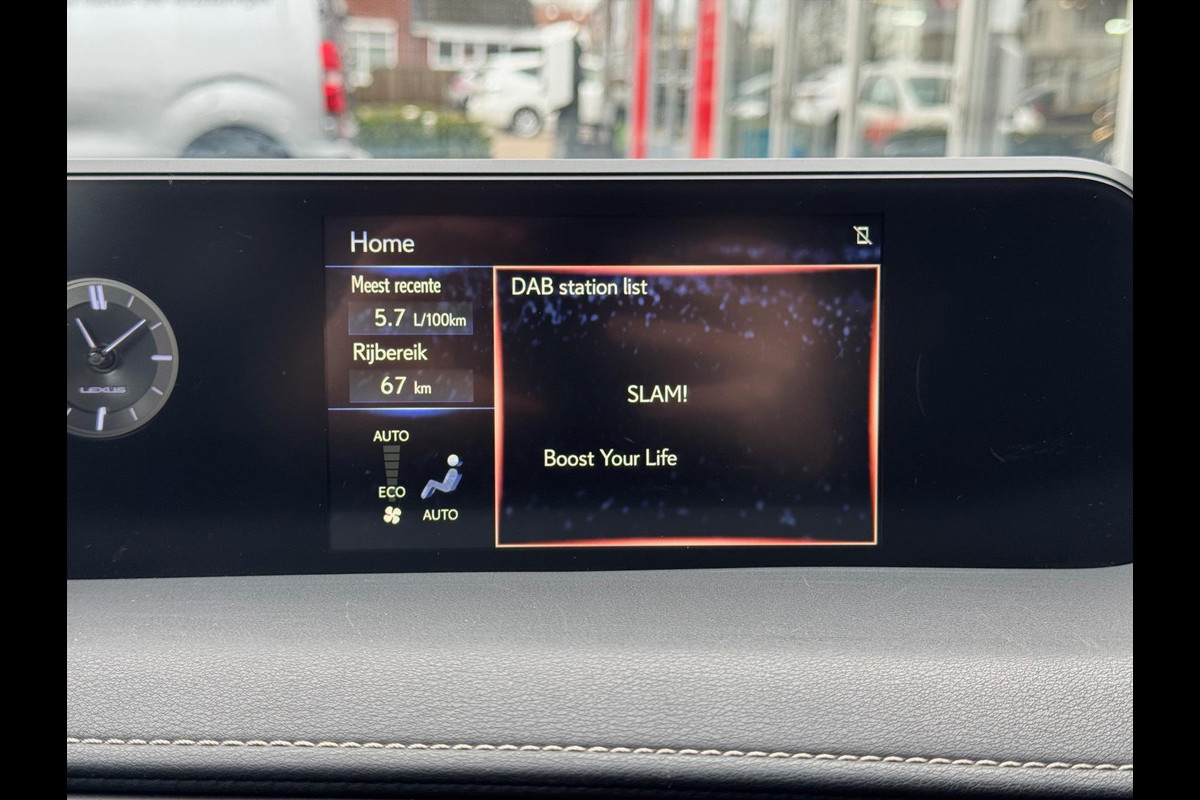 Home
Meest recente
5.7 L/100km
Rijbereik
67 km
AUTO
ECO
AUTO
DAB station list
SLAM!
Boost Your Life
LEXUS